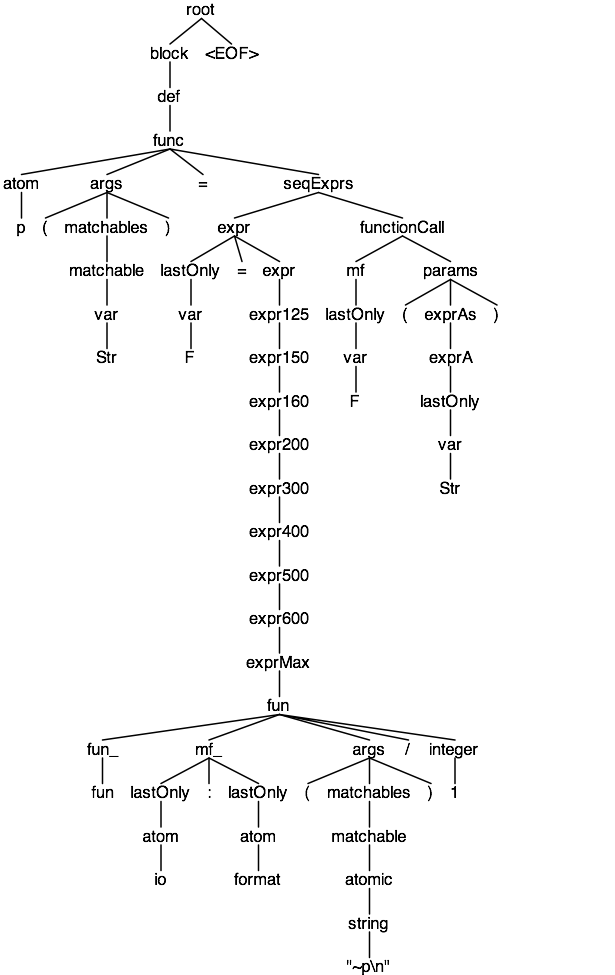 root
block <EOF>
def
func
atom args = seqExprs
p ( matchables ) expr functionCall
matchable lastOnly = expr mf params
var var expr125 lastOnly ( exprAs )
Str F expr150 var exprA
expr160 F lastOnly
expr200 var
expr300 Str
expr400
expr500
expr600
exprMax
fun
fun_ mf_ args / integer
fun lastOnly : lastOnly ( matchables ) 1
atom atom matchable
io format atomic
string
"~p\n"